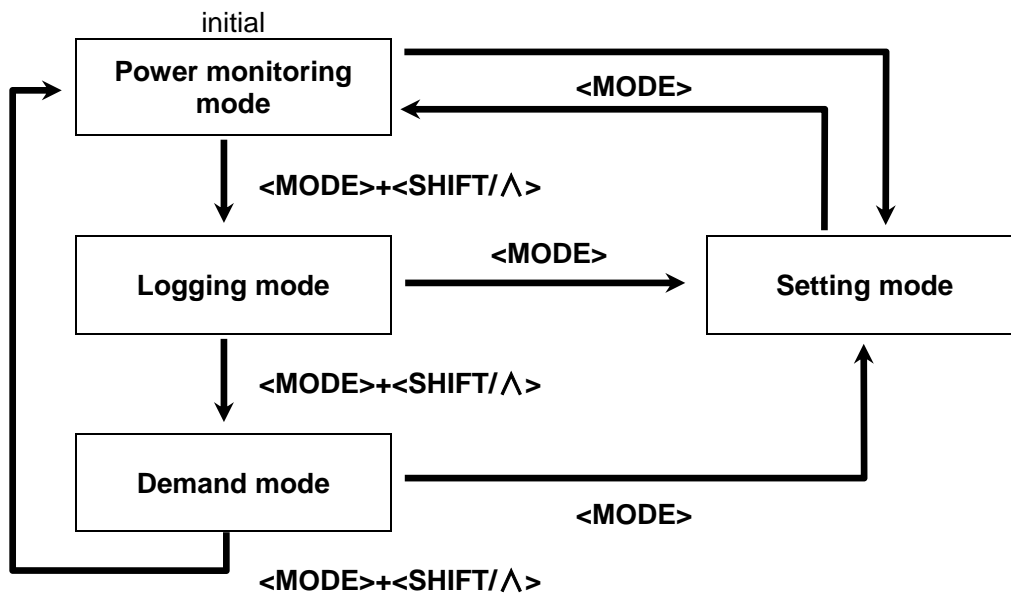 initial
Power monitoring
mode
<MODE>
<MODE>+<SHIFT/∧>
<MODE>
Logging mode
Setting mode
<MODE>+<SHIFT/∧>
Demand mode
<MODE>
<MODE>+<SHIFT/∧>